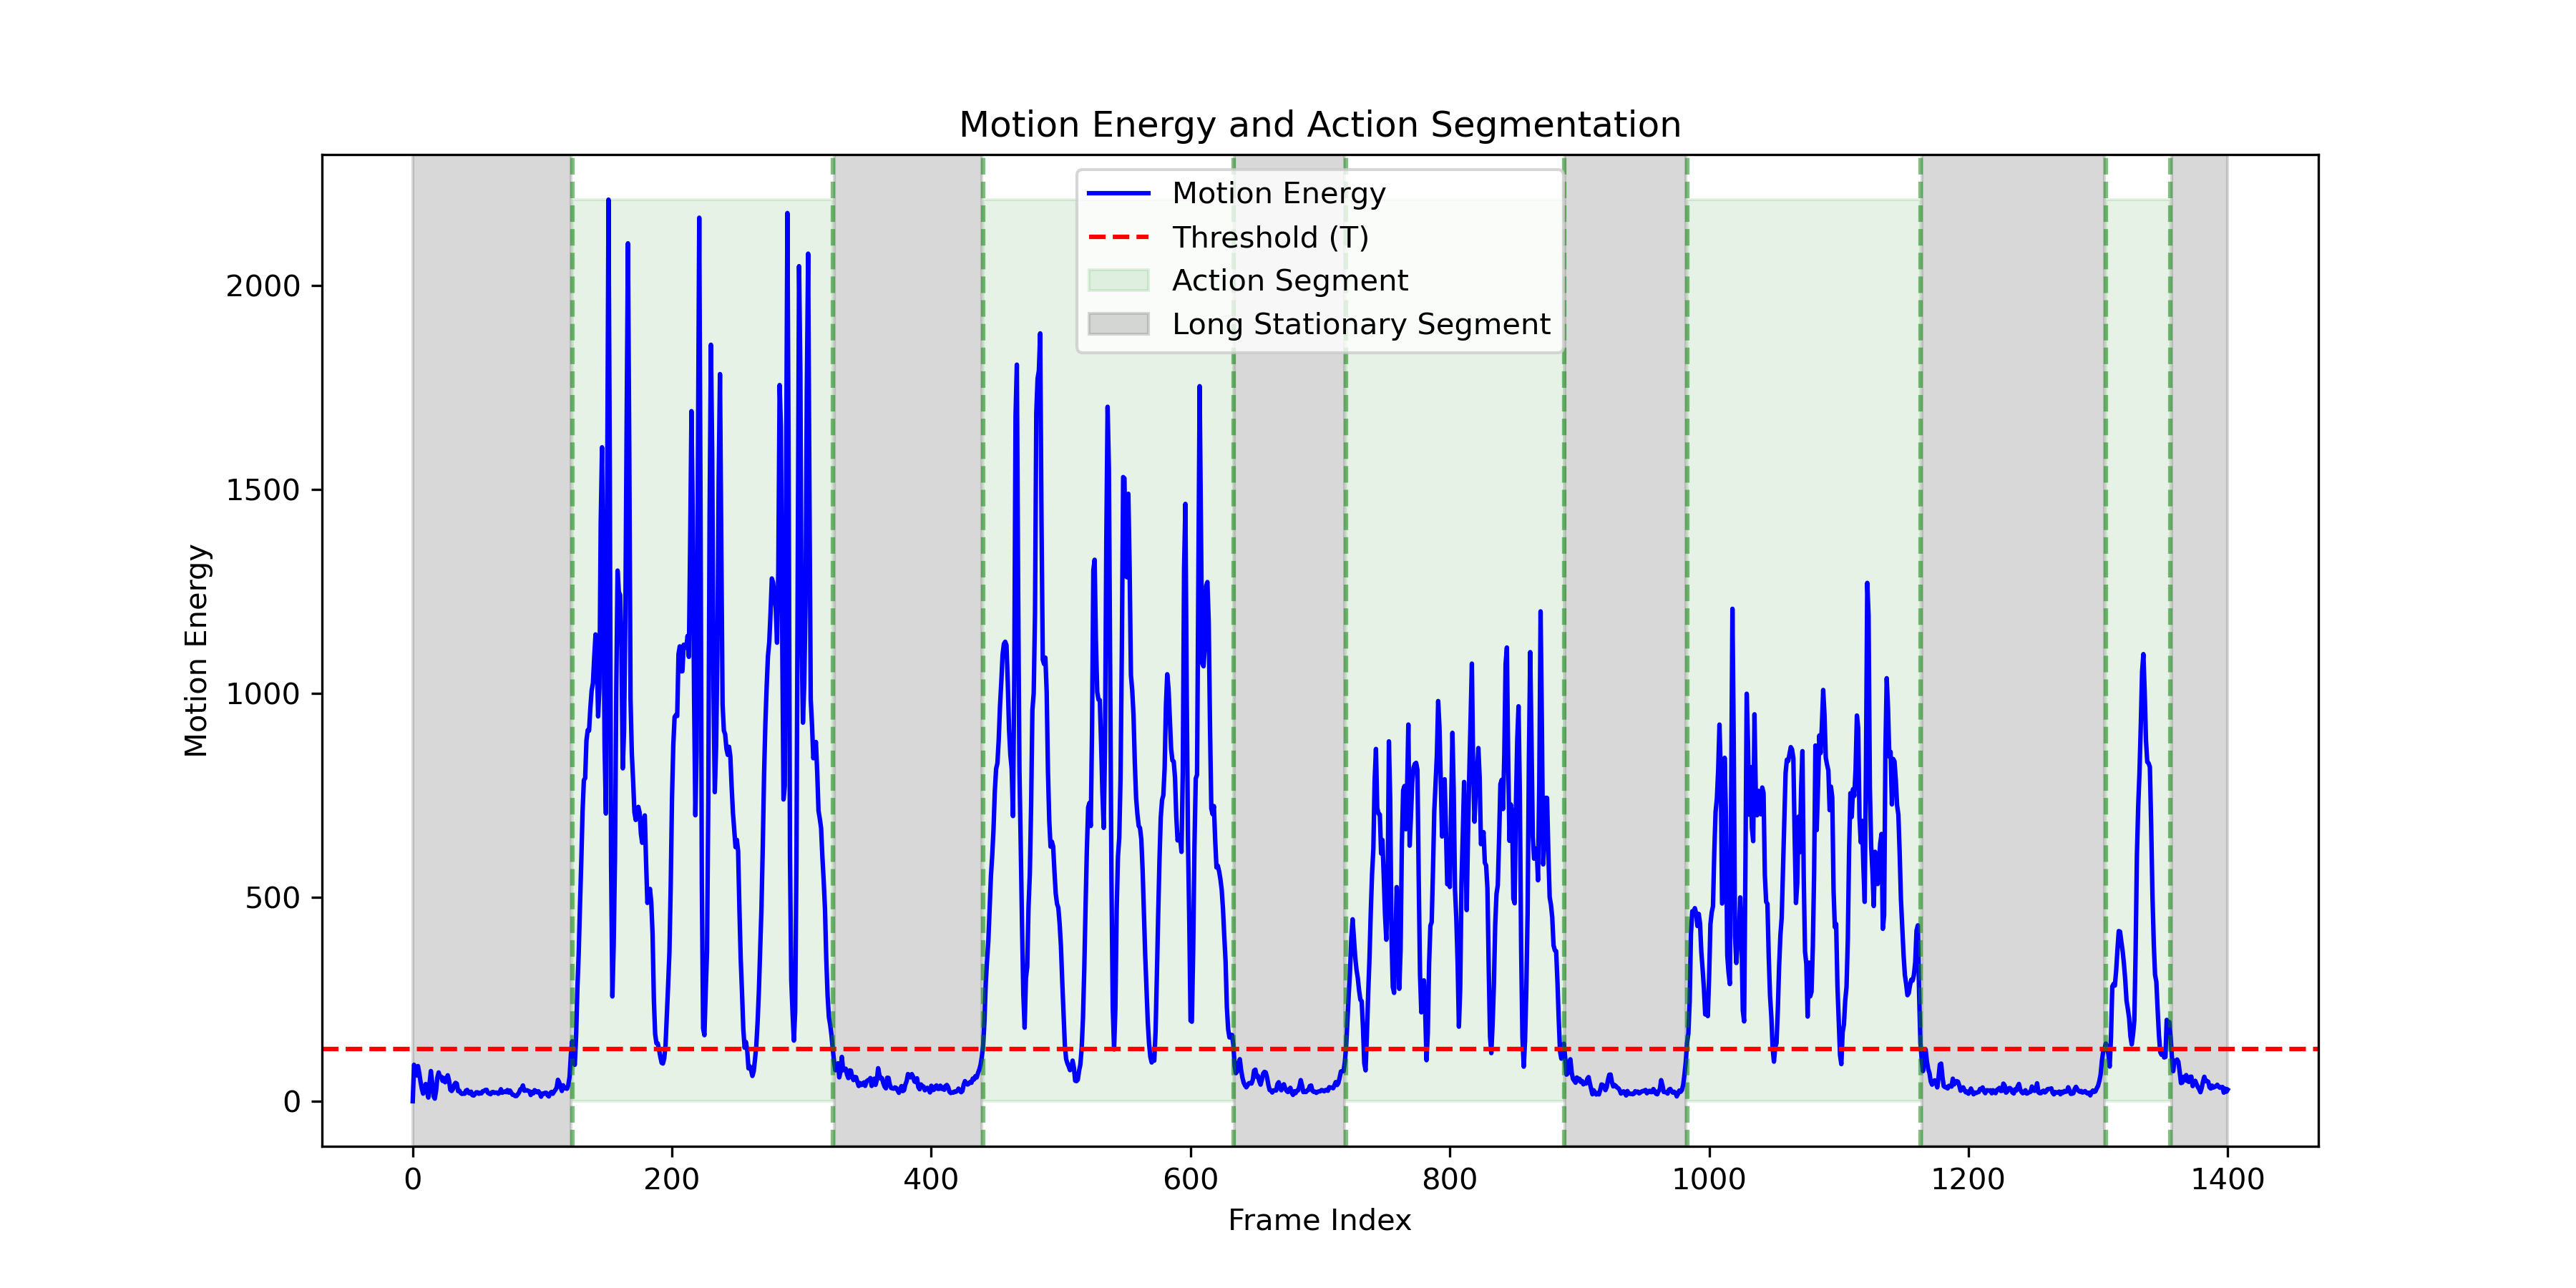 Motion Energy and Action Segmentation
Motion Energy
Threshold (T)
Action Segment
Long Stationary Segment
Motion Energy
2000
1500
1000
500
0
0 200 400 600 800 1000 1200 1400
Frame Index